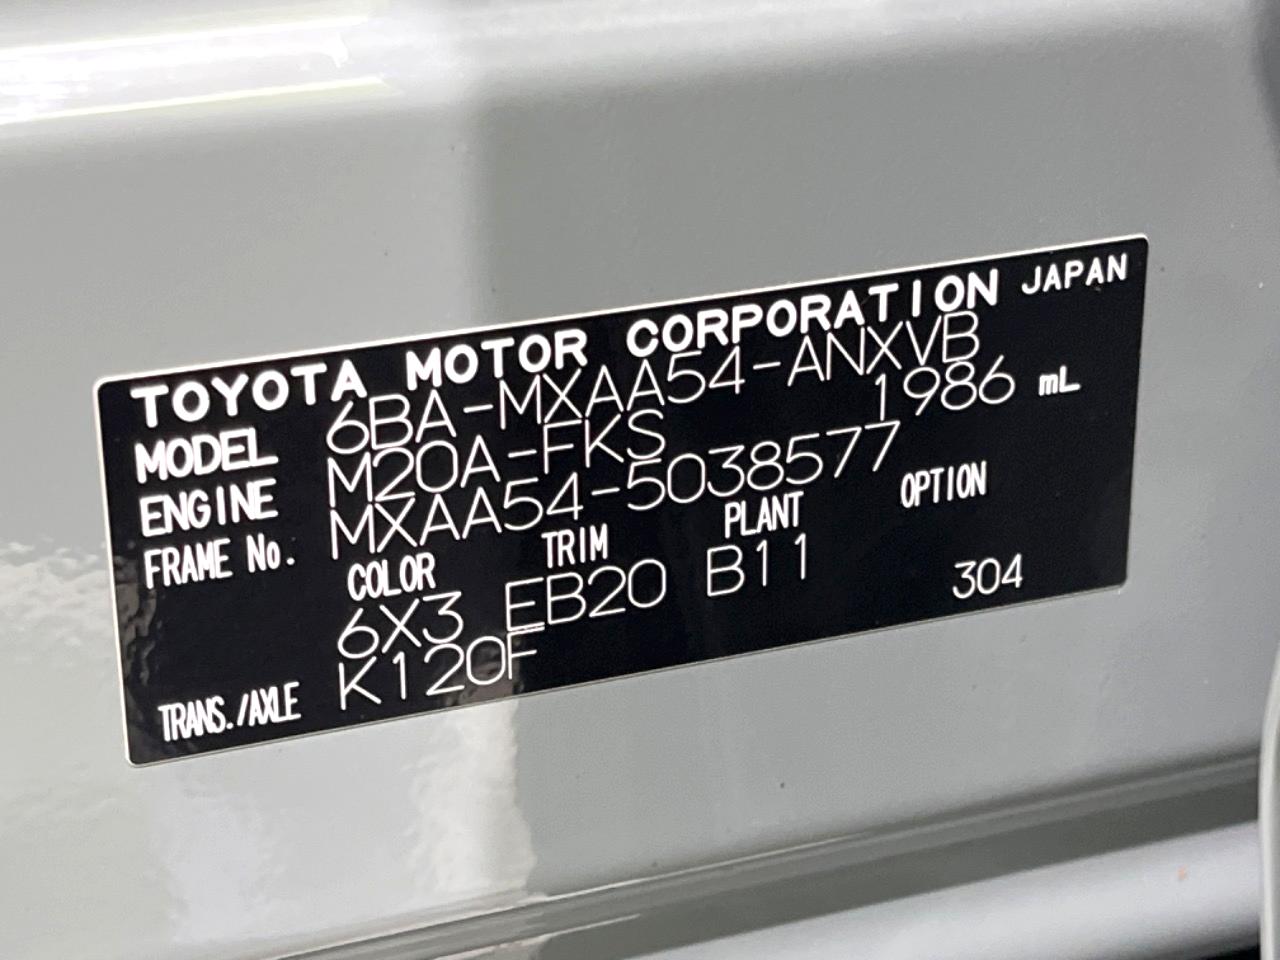 TOYOTA MOTOR CORPORATION JAPAN
MODEL 6BA-MXAA54-ANXVB
ENGINE M20A-FKS 1986 mL
FRAME No. MXAA54-5038577
COLOR TRIM PLANT OPTION
6X3 EB20 B11 304
TRANS./AXLE K120F